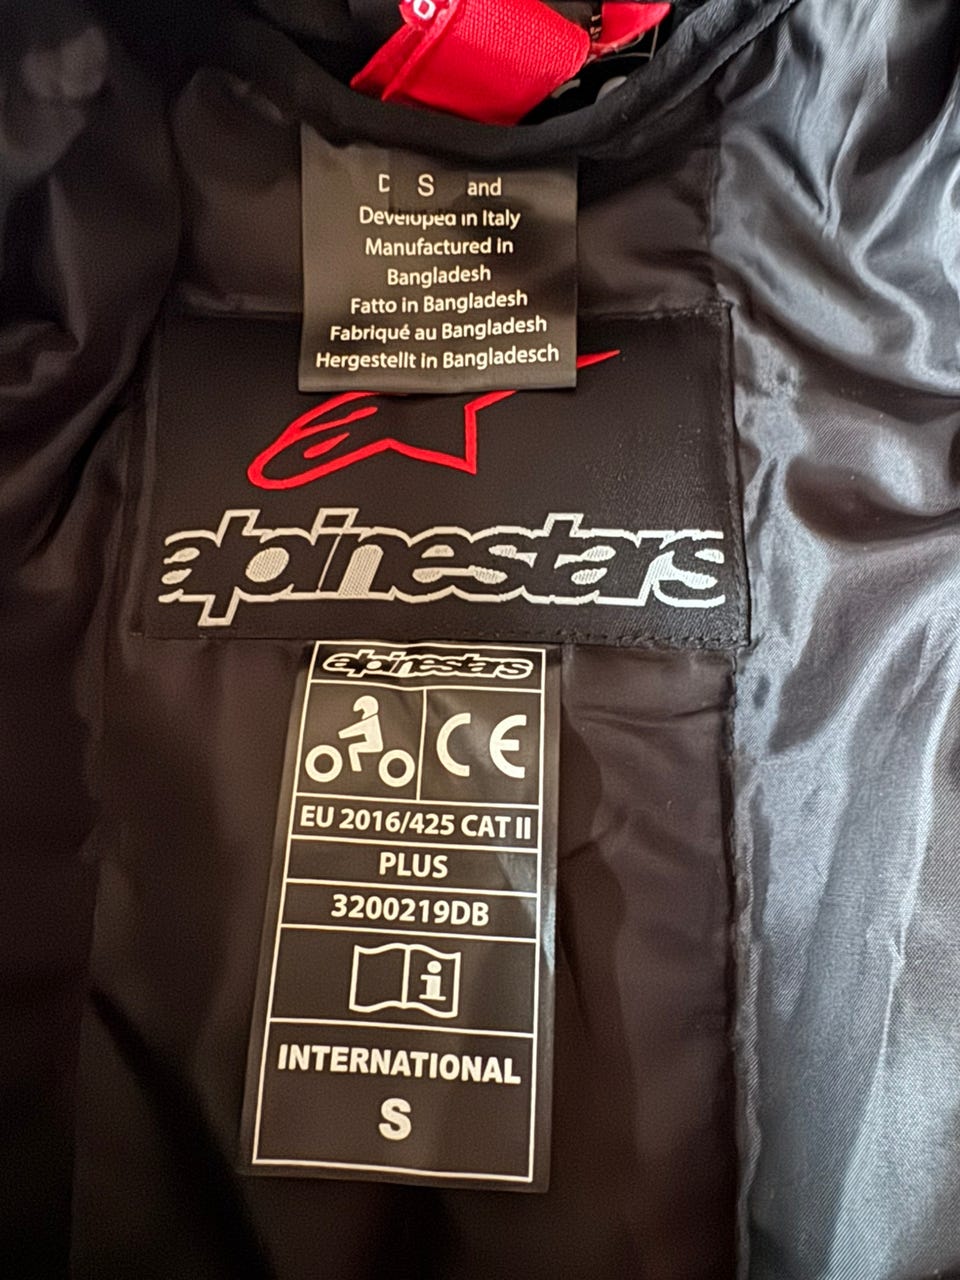 D S and
Developed in Italy
Manufactured in
Bangladesh
Fatto in Bangladesh
Fabriqué au Bangladesh
Hergestellt in Bangladesch
alpinestars
alpinestars
CE
EU 2016/425 CAT II
PLUS
3200219DB
i
INTERNATIONAL
S